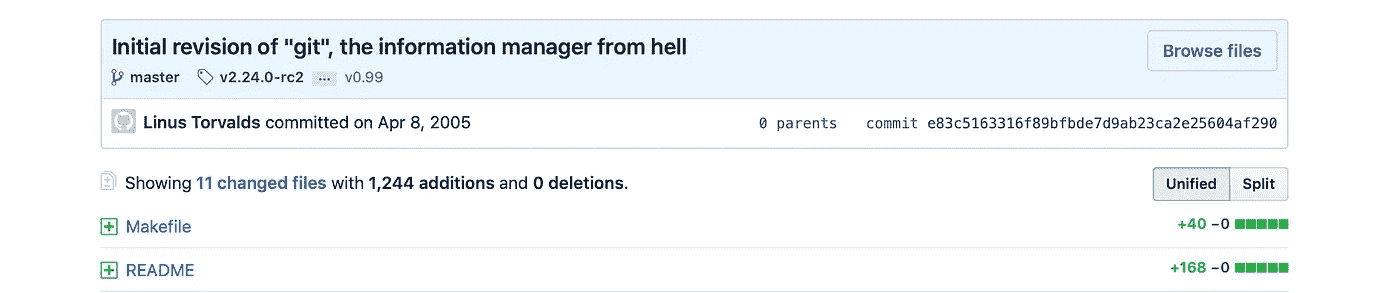 Initial revision of "git", the information manager from hell
Browse files
master v2.24.0-rc2 ... v0.99
Linus Torvalds committed on Apr 8, 2005 0 parents commit e83c5163316f89bfbde7d9ab23ca2e25604af290
Showing 11 changed files with 1,244 additions and 0 deletions. Unified Split
Makefile +40 −0
README +168 −0